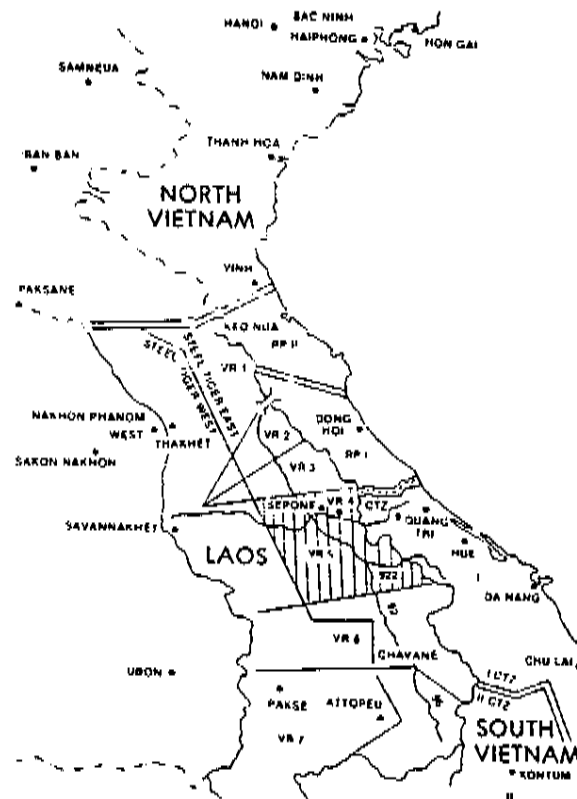 HANOI
BAC NINH
HAIPHONG
HON GAI
SAMNEUA
NAM DINH
THANH HOA
BAN BAN
NORTH
VIETNAM
VINH
PAKSANE
KEO NUA
RP II
STEEL TIGER EAST
STEEL TIGER WEST
VR 1
NAKHON PHANOM
WEST
THAKHET
DONG
HOI
VR 2
VR 3
RP I
SAKON NAKHON
SEPONE
VR 4
CTZ
QUANG
TRI
SAVANNAKHET
LAOS
VR 5
922
HUE
I
DA NANG
VR 6
CHAVANE
CHU LAI
UBON
I CTZ
II CTZ
PAKSE
ATTOPEU
VR 7
SOUTH
VIETNAM
KONTUM
II